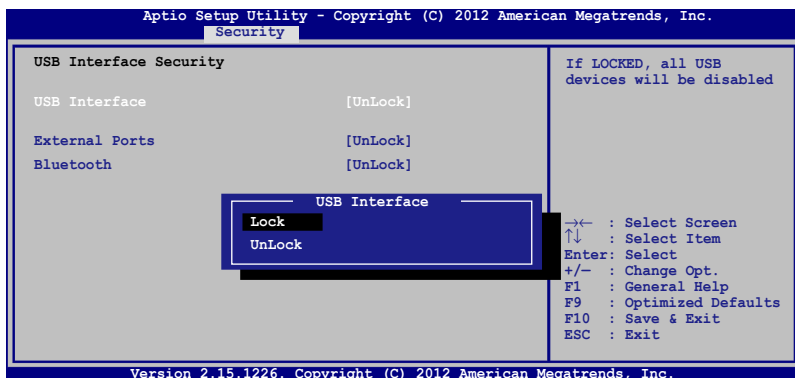 Aptio Setup Utility - Copyright (C) 2012 American Megatrends, Inc.
Security
USB Interface Security
USB Interface [UnLock]
External Ports [UnLock]
Bluetooth [UnLock]
USB Interface
Lock
UnLock
If LOCKED, all USB
devices will be disabled
→← : Select Screen
↑↓ : Select Item
Enter: Select
+/— : Change Opt.
F1 : General Help
F9 : Optimized Defaults
F10 : Save & Exit
ESC : Exit
Version 2.15.1226. Copyright (C) 2012 American Megatrends, Inc.